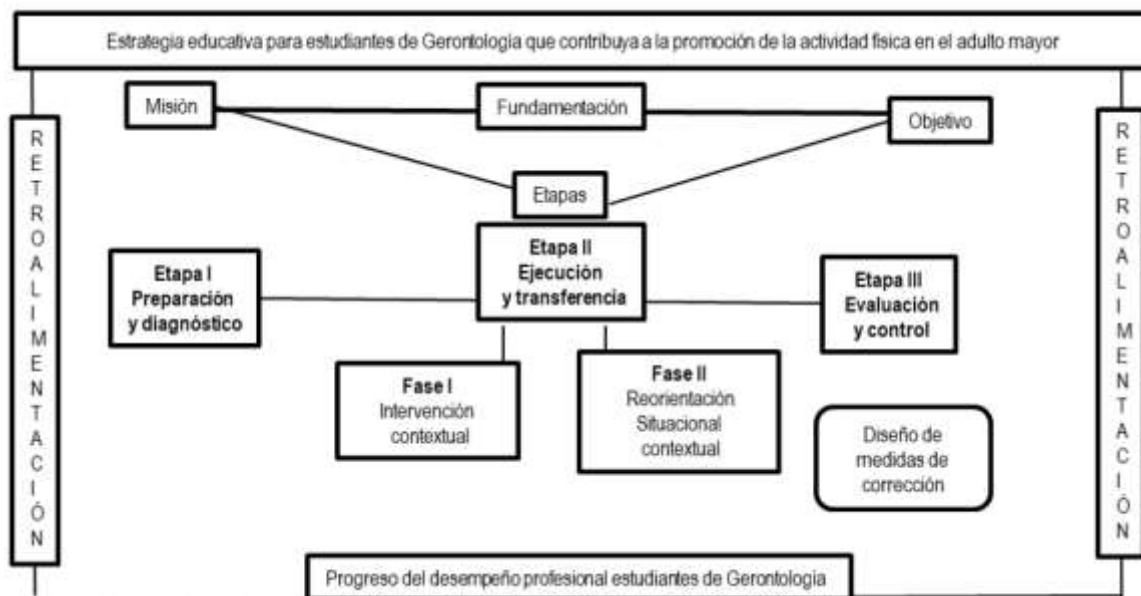 Estrategia educativa para estudiantes de Gerontología que contribuya a la promoción de la actividad física en el adulto mayor
Misión
Fundamentación
Objetivo
Etapas
RETROALIMENTACIÓN
Etapa I
Preparación
y diagnóstico
Etapa II
Ejecución
y transferencia
Etapa III
Evaluación
y control
Fase I
Intervención
contextual
Fase II
Reorientación
Situacional
contextual
Diseño de
medidas de
corrección
RETROALIMENTACIÓN
Progreso del desempeño profesional estudiantes de Gerontología